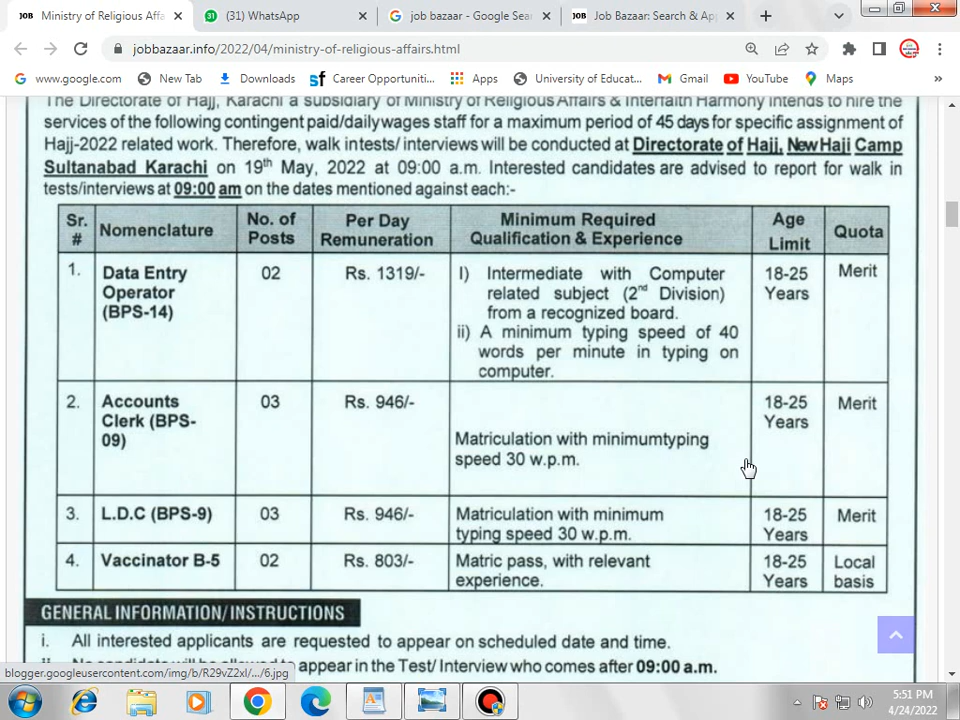 Ministry of Religious Affa
(31) WhatsApp
job bazaar - Google Sea
Job Bazaar: Search & App
jobbazaar.info/2022/04/ministry-of-religious-affairs.html
www.google.com
New Tab
Downloads
Career Opportuniti...
Apps
University of Educat...
Gmail
YouTube
Maps
The Directorate of Hajj, Karachi a subsidiary of Ministry of Religious Affairs & Interfaith Harmony intends to hire the
services of the following contingent paid/dailywages staff for a maximum period of 45 days for specific assignment of
Hajj-2022 related work. Therefore, walk intests/ interviews will be conducted at Directorate of Hajj, New Haji Camp
Sultanabad Karachi on 19th May, 2022 at 09:00 a.m. Interested candidates are advised to report for walk in
tests/interviews at 09:00 am on the dates mentioned against each:-
Sr. # Nomenclature No. of Posts Per Day Remuneration Minimum Required Qualification & Experience Age Limit Quota
1. Data Entry 02 Rs. 1319/- I) Intermediate with Computer 18-25 Merit
Operator related subject (2nd Division) Years
(BPS-14) from a recognized board.
ii) A minimum typing speed of 40
words per minute in typing on
computer.
2. Accounts 03 Rs. 946/- 18-25 Merit
Clerk (BPS- Years
09) Matriculation with minimumtyping
speed 30 w.p.m.
3. L.D.C (BPS-9) 03 Rs. 946/- Matriculation with minimum 18-25 Merit
typing speed 30 w.p.m. Years
4. Vaccinator B-5 02 Rs. 803/- Matric pass, with relevant 18-25 Local
experience. Years basis
GENERAL INFORMATION/INSTRUCTIONS
i. All interested applicants are requested to appear on scheduled date and time.
ii. No candidate will be allowed to appear in the Test/ Interview who comes after 09:00 a.m.
blogger.googleusercontent.com/img/b/R29vZ2xl/.../6.jpg
5:51 PM
4/24/2022